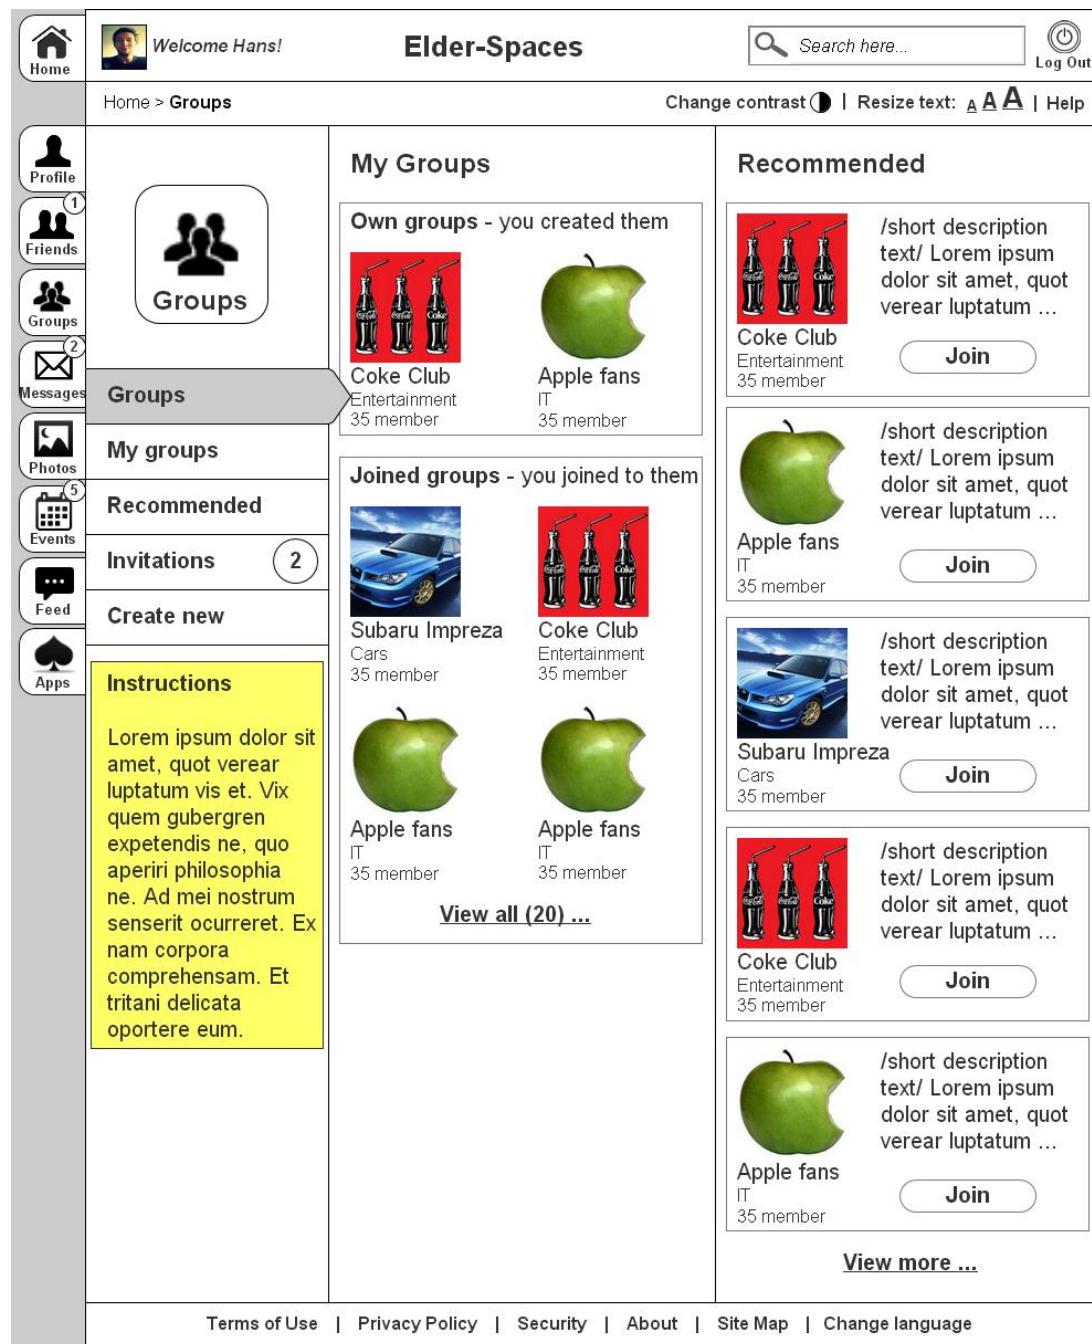 Home
Welcome Hans!
Elder-Spaces
Search here...
Log Out
Home > Groups
Change contrast | Resize text: A A A | Help
Profile
1
Friends
Groups
2
Messages
Photos
5
Events
Feed
Apps
Groups
Groups
My groups
Recommended
Invitations 2
Create new
Instructions
Lorem ipsum dolor sit
amet, quot verear
luptatum vis et. Vix
quem gubergren
expetendis ne, quo
aperiri philosophia
ne. Ad mei nostrum
senserit ocurreret. Ex
nam corpora
comprehensam. Et
tritani delicata
oportere eum.
My Groups
Own groups - you created them
Coke Club
Entertainment
35 member
Apple fans
IT
35 member
Joined groups - you joined to them
Subaru Impreza
Cars
35 member
Coke Club
Entertainment
35 member
Apple fans
IT
35 member
Apple fans
IT
35 member
View all (20) ...
Recommended
/short description
text/ Lorem ipsum
dolor sit amet, quot
verear luptatum ...
Coke Club
Entertainment
35 member
Join
/short description
text/ Lorem ipsum
dolor sit amet, quot
verear luptatum ...
Apple fans
IT
35 member
Join
/short description
text/ Lorem ipsum
dolor sit amet, quot
verear luptatum ...
Subaru Impreza
Cars
35 member
Join
/short description
text/ Lorem ipsum
dolor sit amet, quot
verear luptatum ...
Coke Club
Entertainment
35 member
Join
/short description
text/ Lorem ipsum
dolor sit amet, quot
verear luptatum ...
Apple fans
IT
35 member
Join
View more ...
Terms of Use | Privacy Policy | Security | About | Site Map | Change language